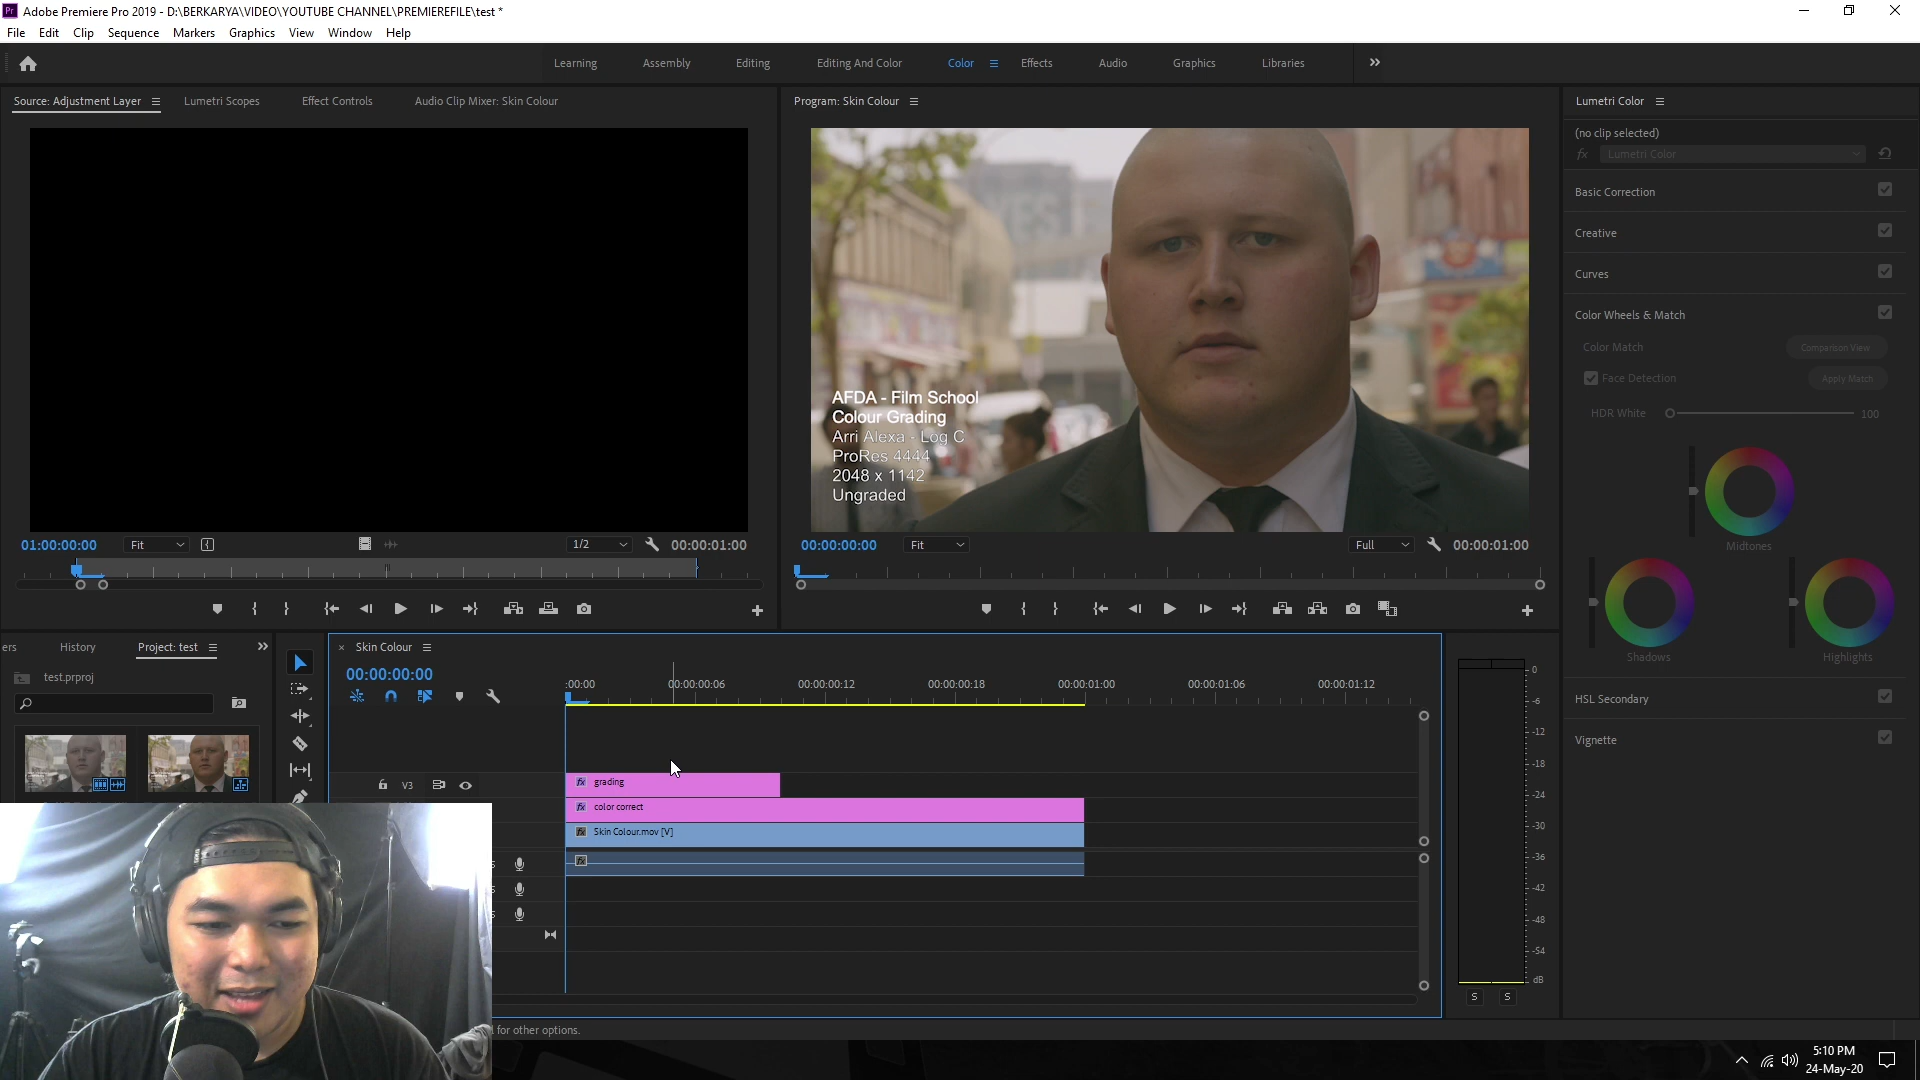 Adobe Premiere Pro 2019 - D:\BERKARYA\VIDEO\YOUTUBE CHANNEL\PREMIEREFILE\test *
File Edit Clip Sequence Markers Graphics View Window Help
Learning Assembly Editing Editing And Color Color Effects Audio Graphics Libraries
Source: Adjustment Layer Lumetri Scopes Effect Controls Audio Clip Mixer: Skin Colour
Program: Skin Colour
AFDA - Film School
Colour Grading
Arri Alexa - Log C
ProRes 4444
2048 x 1142
Ungraded
01:00:00:00 Fit 1/2 00:00:01:00
00:00:00:00 Fit Full 00:00:01:00
Lumetri Color
(no clip selected)
fx Lumetri Color
Basic Correction
Creative
Curves
Color Wheels & Match
Color Match Comparison View
Face Detection Apply Match
HDR White 100
Midtones
Shadows Highlights
HSL Secondary
Vignette
ers History Project: test
test.prproj
Skin Colour
00:00:00:00
:00:00 00:00:00:06 00:00:00:12 00:00:00:18 00:00:01:00 00:00:01:06 00:00:01:12
V3 fx grading
fx color correct
fx Skin Colour.mov [V]
fx
0
-6
-12
-18
-24
-30
-36
-42
-48
-54
dB
S S
for other options.
5:10 PM
24-May-20